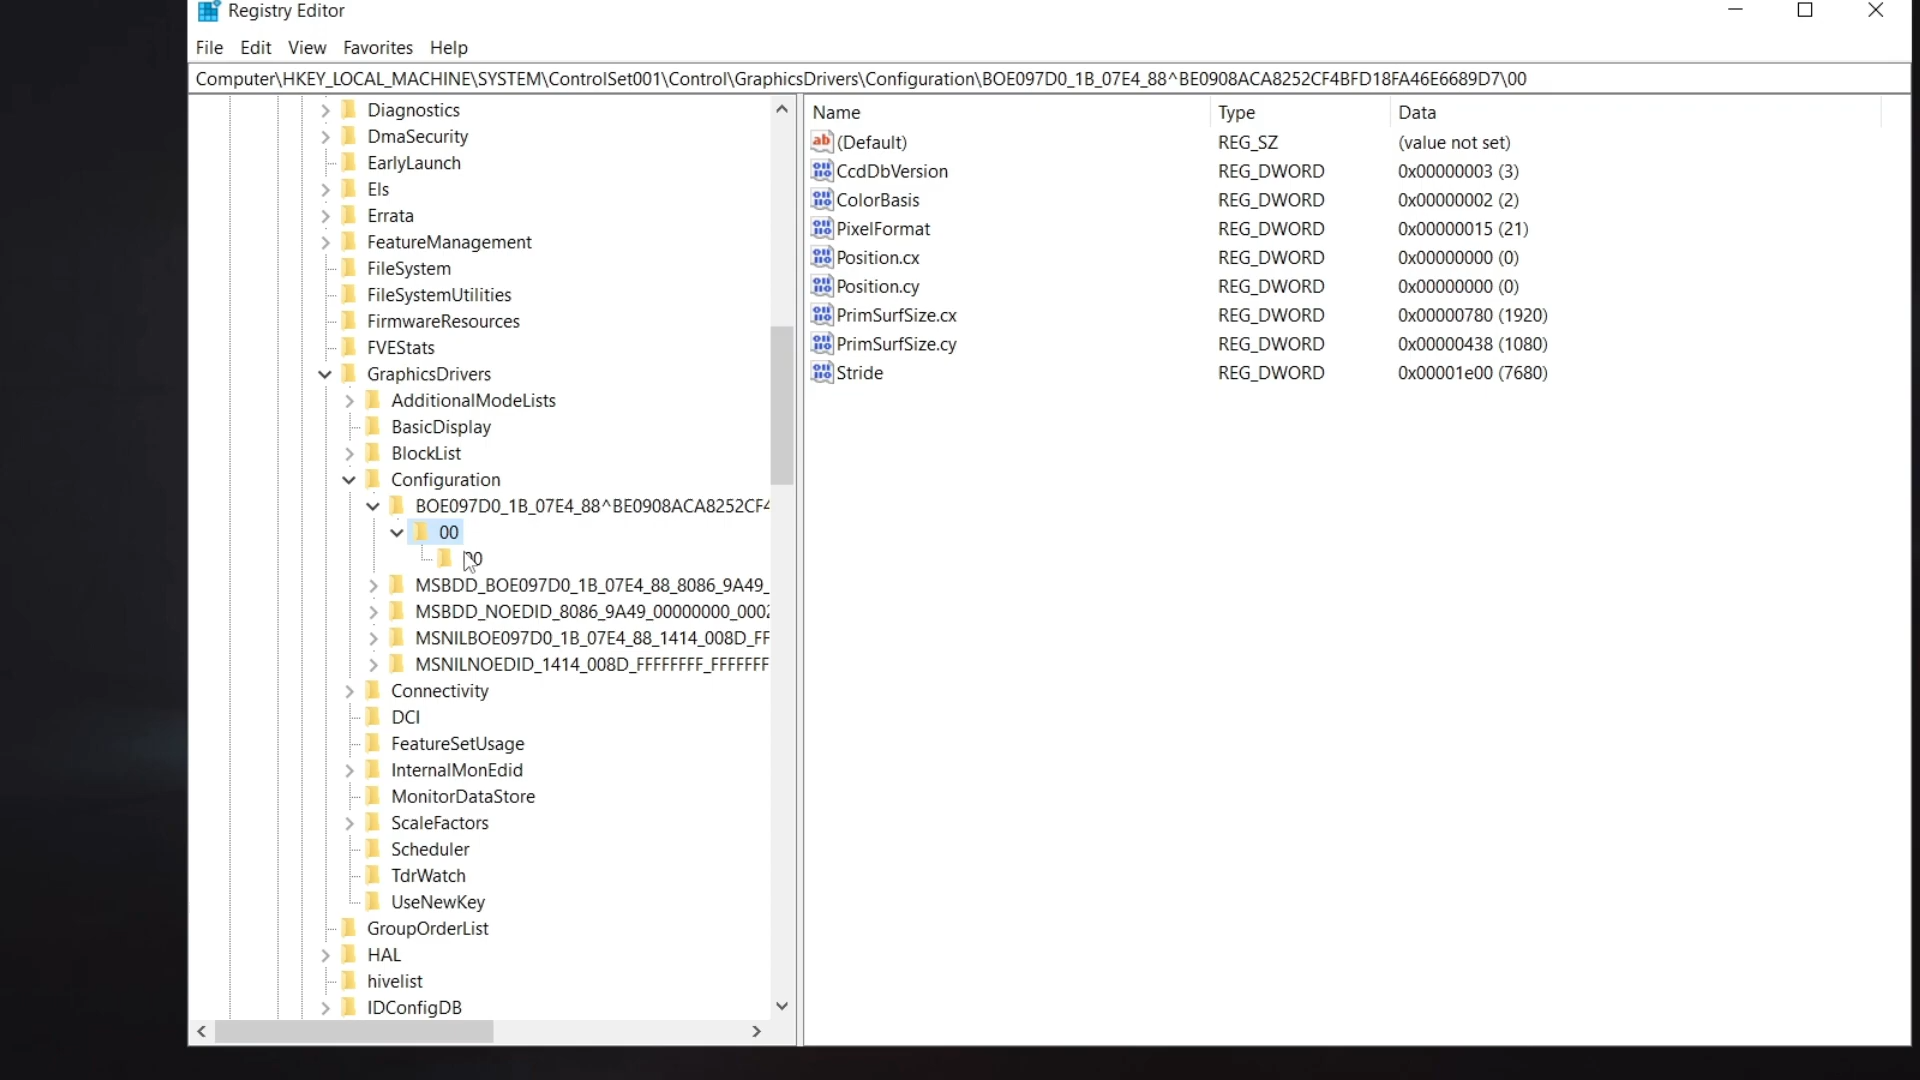 Registry Editor
File Edit View Favorites Help
Computer\HKEY_LOCAL_MACHINE\SYSTEM\ControlSet001\Control\GraphicsDrivers\Configuration\BOE097D0_1B_07E4_88^BE0908ACA8252CF4BFD18FA46E6689D7\00
Diagnostics
DmaSecurity
EarlyLaunch
Els
Errata
FeatureManagement
FileSystem
FileSystemUtilities
FirmwareResources
FVEStats
GraphicsDrivers
AdditionalModeLists
BasicDisplay
BlockList
Configuration
BOE097D0_1B_07E4_88^BE0908ACA8252CF4
00
00
MSBDD_BOE097D0_1B_07E4_88_8086_9A49_
MSBDD_NOEDID_8086_9A49_00000000_0002
MSNILBOE097D0_1B_07E4_88_1414_008D_FF
MSNILNOEDID_1414_008D_FFFFFFFF_FFFFFFF
Connectivity
DCI
FeatureSetUsage
InternalMonEdid
MonitorDataStore
ScaleFactors
Scheduler
TdrWatch
UseNewKey
GroupOrderList
HAL
hivelist
IDConfigDB
Name Type Data
(Default) REG_SZ (value not set)
CcdDbVersion REG_DWORD 0x00000003 (3)
ColorBasis REG_DWORD 0x00000002 (2)
PixelFormat REG_DWORD 0x00000015 (21)
Position.cx REG_DWORD 0x00000000 (0)
Position.cy REG_DWORD 0x00000000 (0)
PrimSurfSize.cx REG_DWORD 0x00000780 (1920)
PrimSurfSize.cy REG_DWORD 0x00000438 (1080)
Stride REG_DWORD 0x00001e00 (7680)